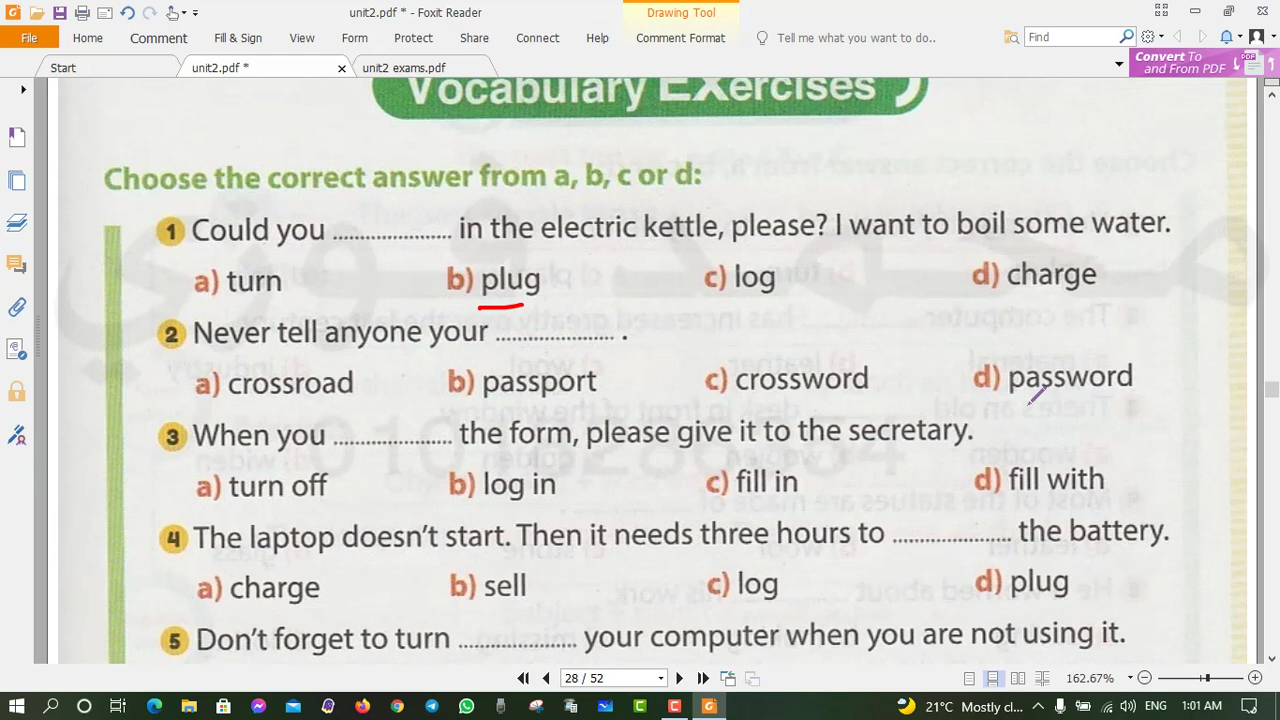 unit2.pdf * - Foxit Reader
Drawing Tool
File Home Comment Fill & Sign View Form Protect Share Connect Help Comment Format Tell me what you want to do.. Find
Convert To
and From PDF
Start unit2.pdf * unit2 exams.pdf
Vocabulary EXercises
Choose the correct answer from a, b, c or d:
1 Could you .................... in the electric kettle, please? I want to boil some water.
a) turn b) plug c) log d) charge
2 Never tell anyone your .................... .
a) crossroad b) passport c) crossword d) password
3 When you .................... the form, please give it to the secretary.
a) turn off b) log in c) fill in d) fill with
4 The laptop doesn't start. Then it needs three hours to .................... the battery.
a) charge b) sell c) log d) plug
5 Don't forget to turn .................... your computer when you are not using it.
28 / 52 162.67%
21°C Mostly cl... 1:01 AM